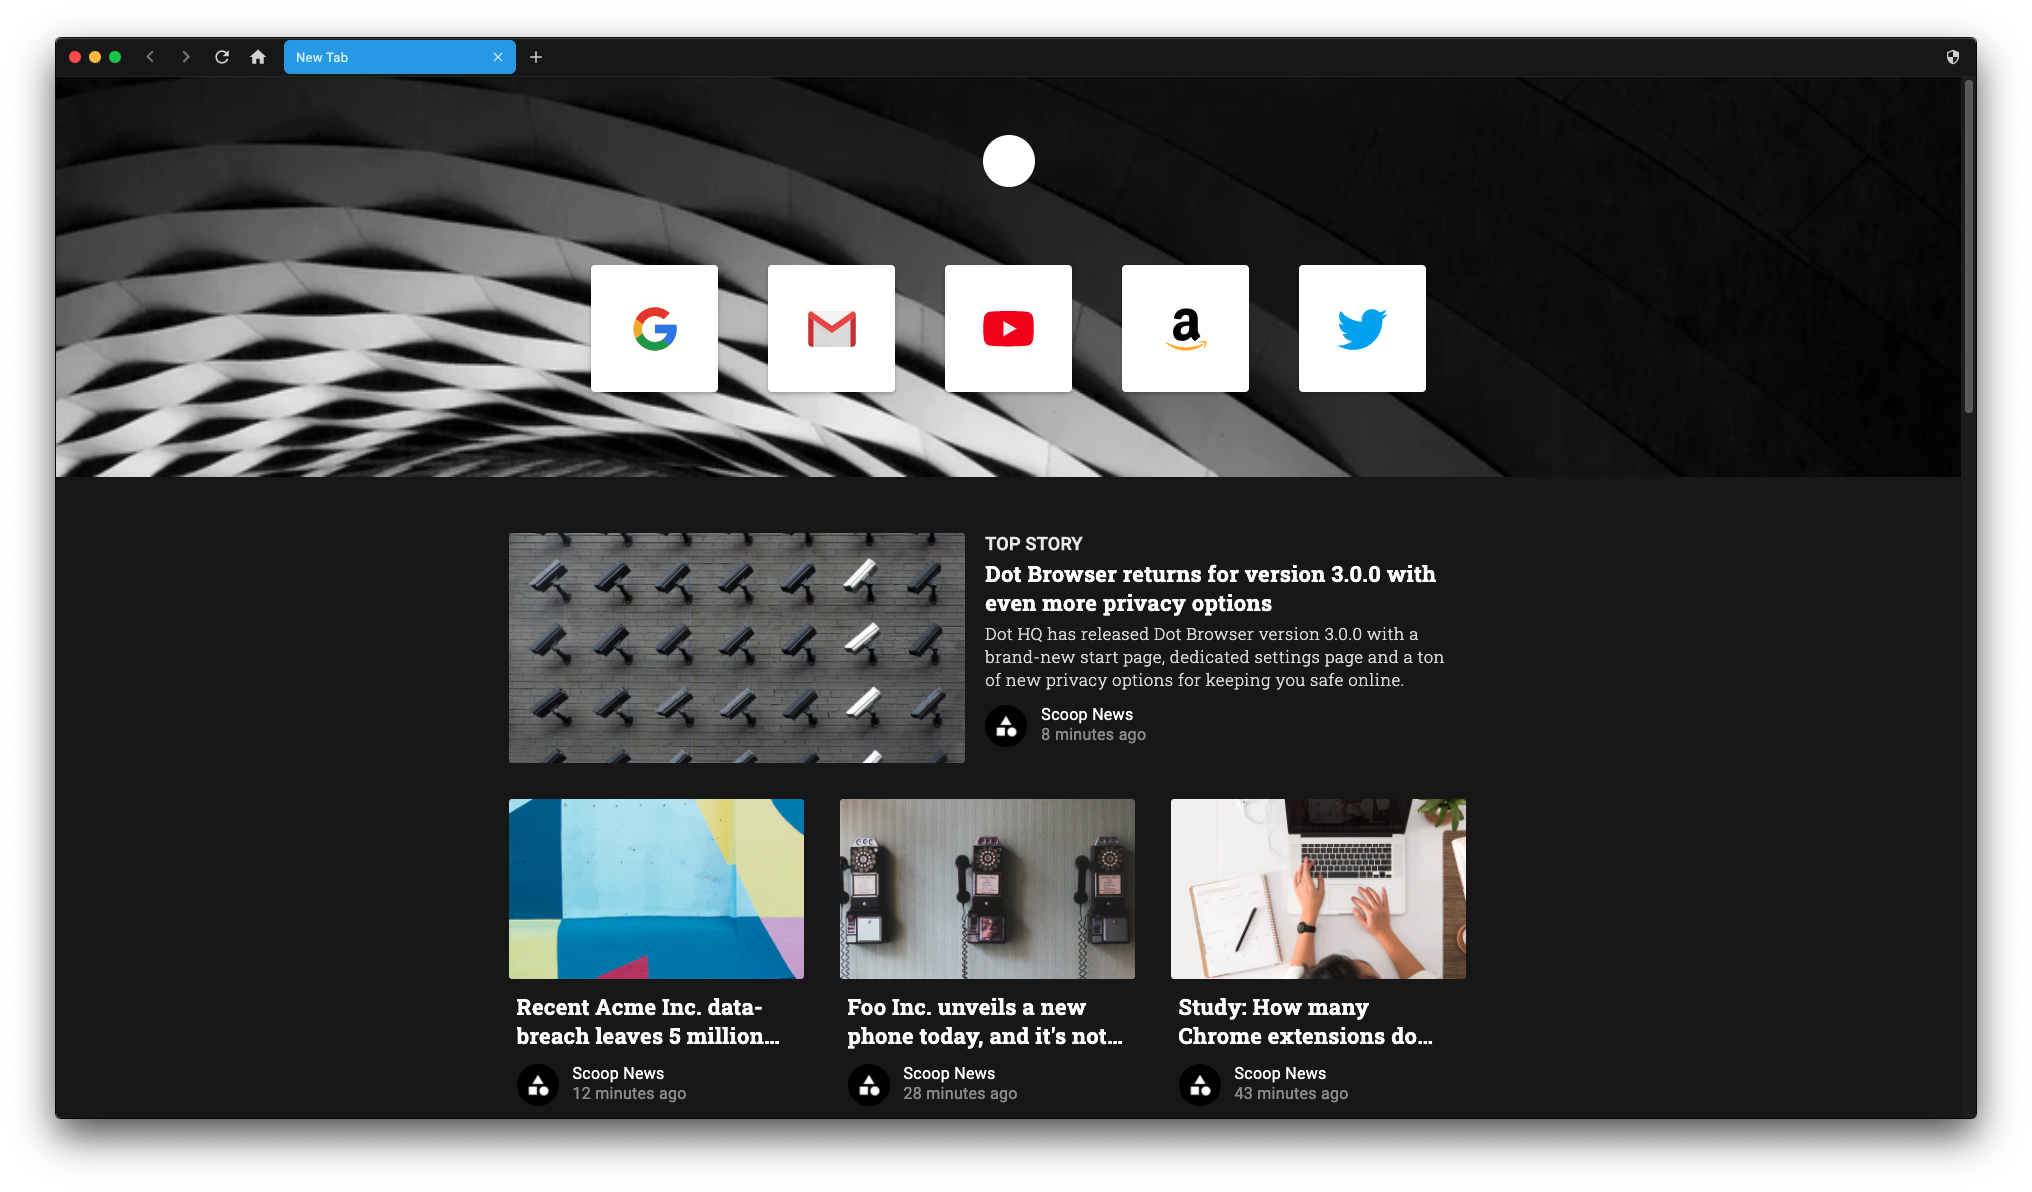 New Tab
TOP STORY
Dot Browser returns for version 3.0.0 with
even more privacy options
Dot HQ has released Dot Browser version 3.0.0 with a
brand-new start page, dedicated settings page and a ton
of new privacy options for keeping you safe online.
Scoop News
8 minutes ago
Recent Acme Inc. data-
breach leaves 5 million...
Scoop News
12 minutes ago
Foo Inc. unveils a new
phone today, and it's not...
Scoop News
28 minutes ago
Study: How many
Chrome extensions do...
Scoop News
43 minutes ago